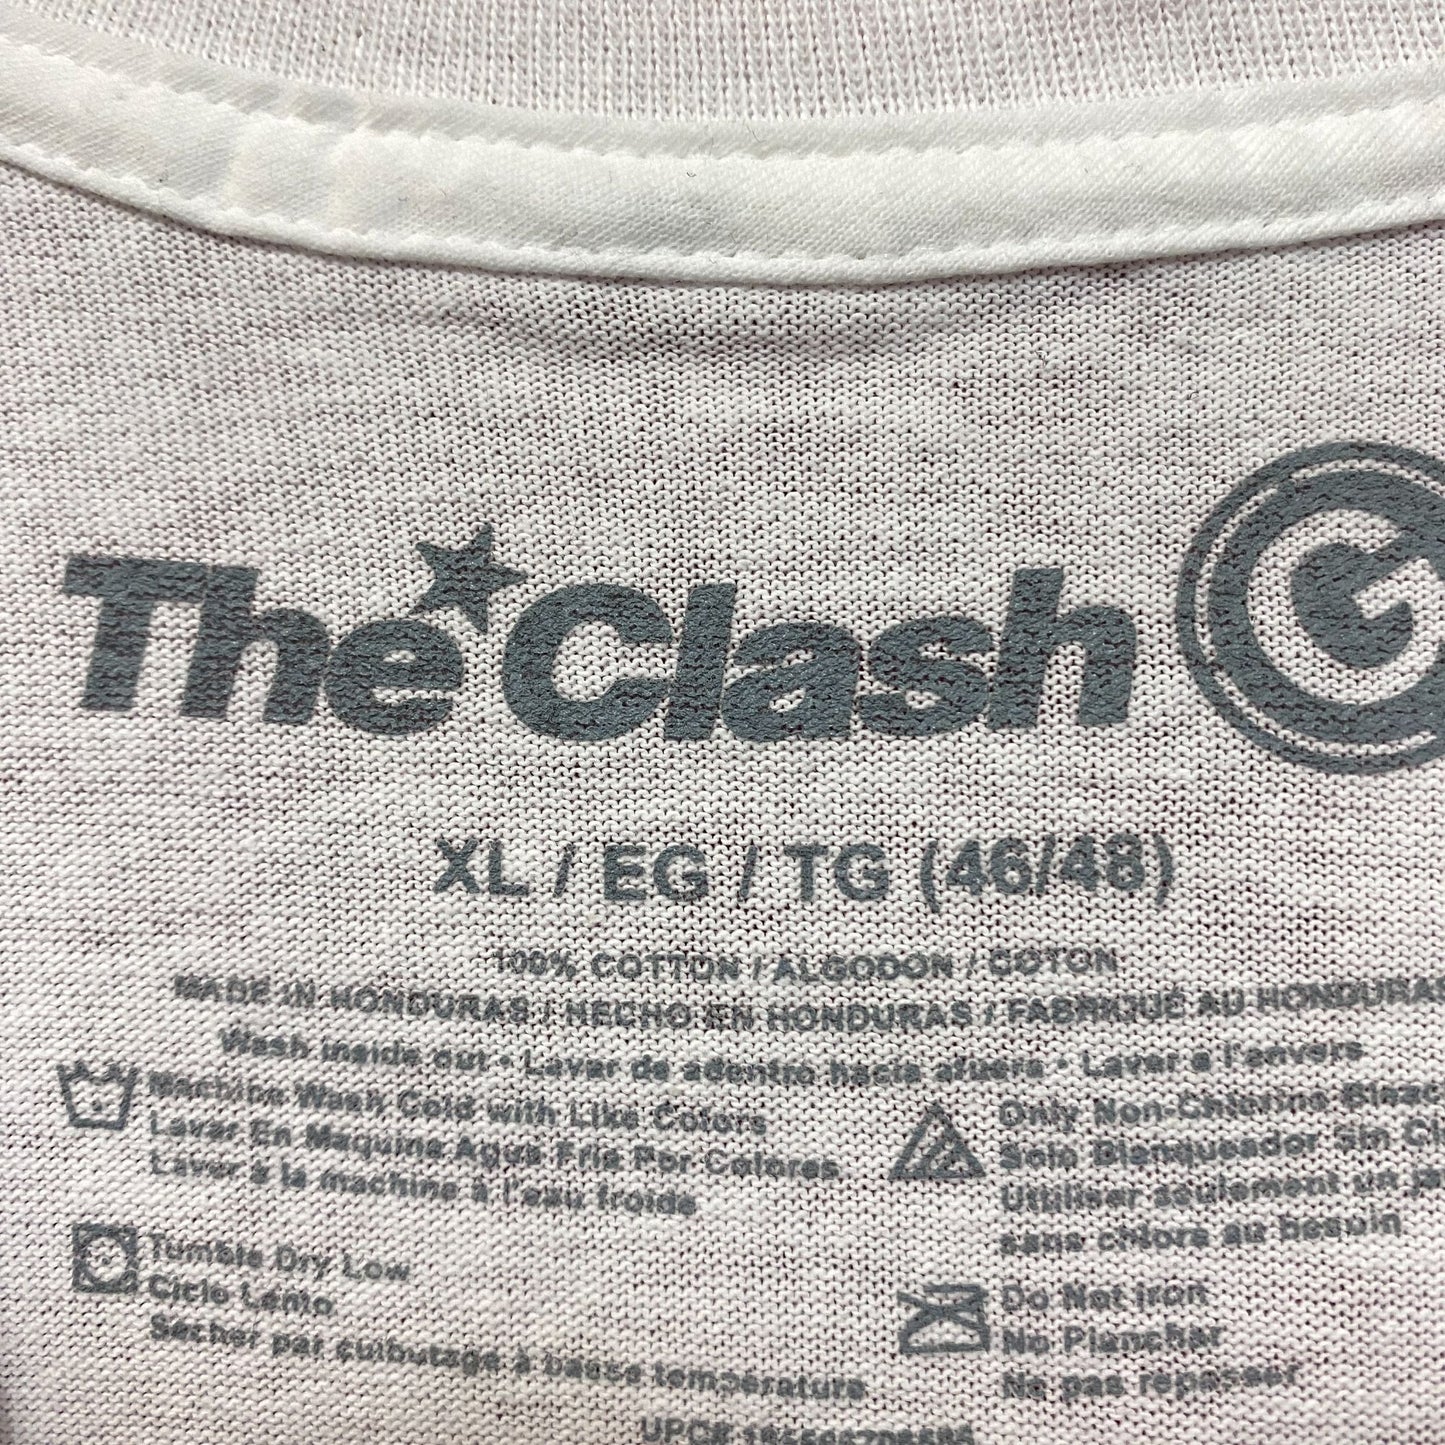 The Clash
XL / EG / TG (46/48)
100% COTTON / ALGODON / COTON
MADE IN HONDURAS / HECHO EN HONDURAS / FABRIQUÉ AU HONDURAS
Wash inside out • Lavar de adentro hacia afuera • Lavar a l'anvers
Machine Wash Cold with Like Colors
Lavar En Maquina Agua Fria Por Colores
Laver à la machine à l'eau froide
Only Non-Chlorine
Solo Blanqueador Sin
Utiliser seulement un
sans chlore au besoin
Tumble Dry Low
Ciclo Lento
Sécher par culbutage à basse température
Do Not Iron
No Planchar
Ne pas repasser